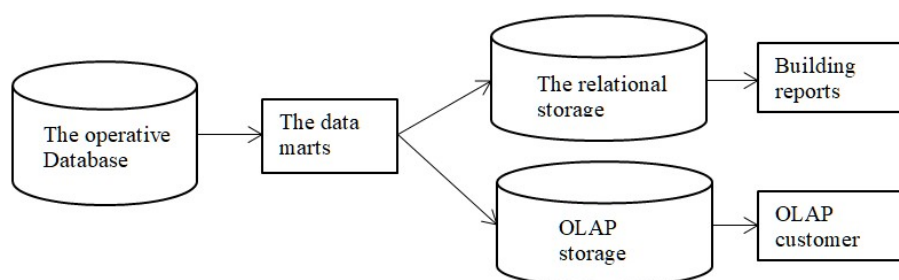 The operative
Database
The data
marts
The relational
storage
Building
reports
OLAP
storage
OLAP
customer